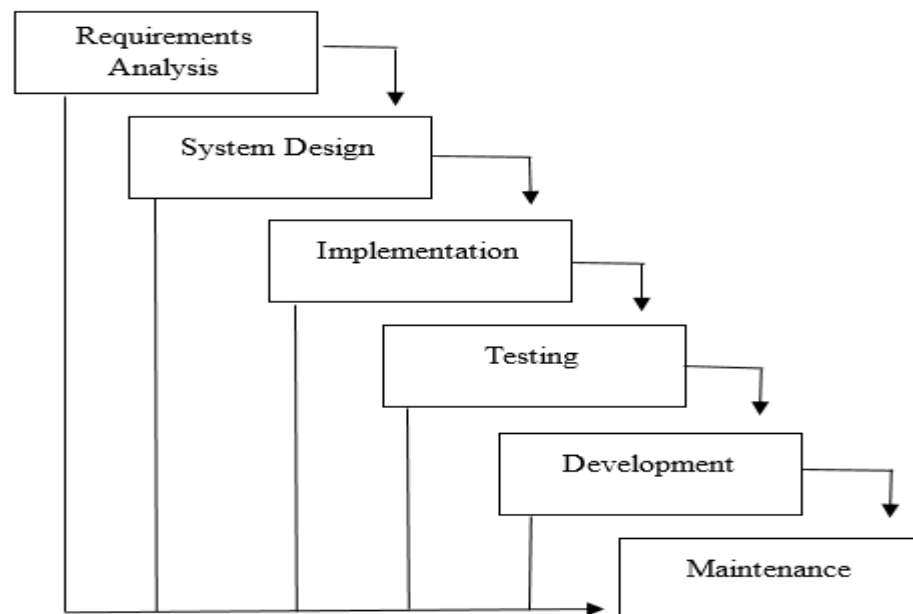 Requirements
Analysis
System Design
Implementation
Testing
Development
Maintenance